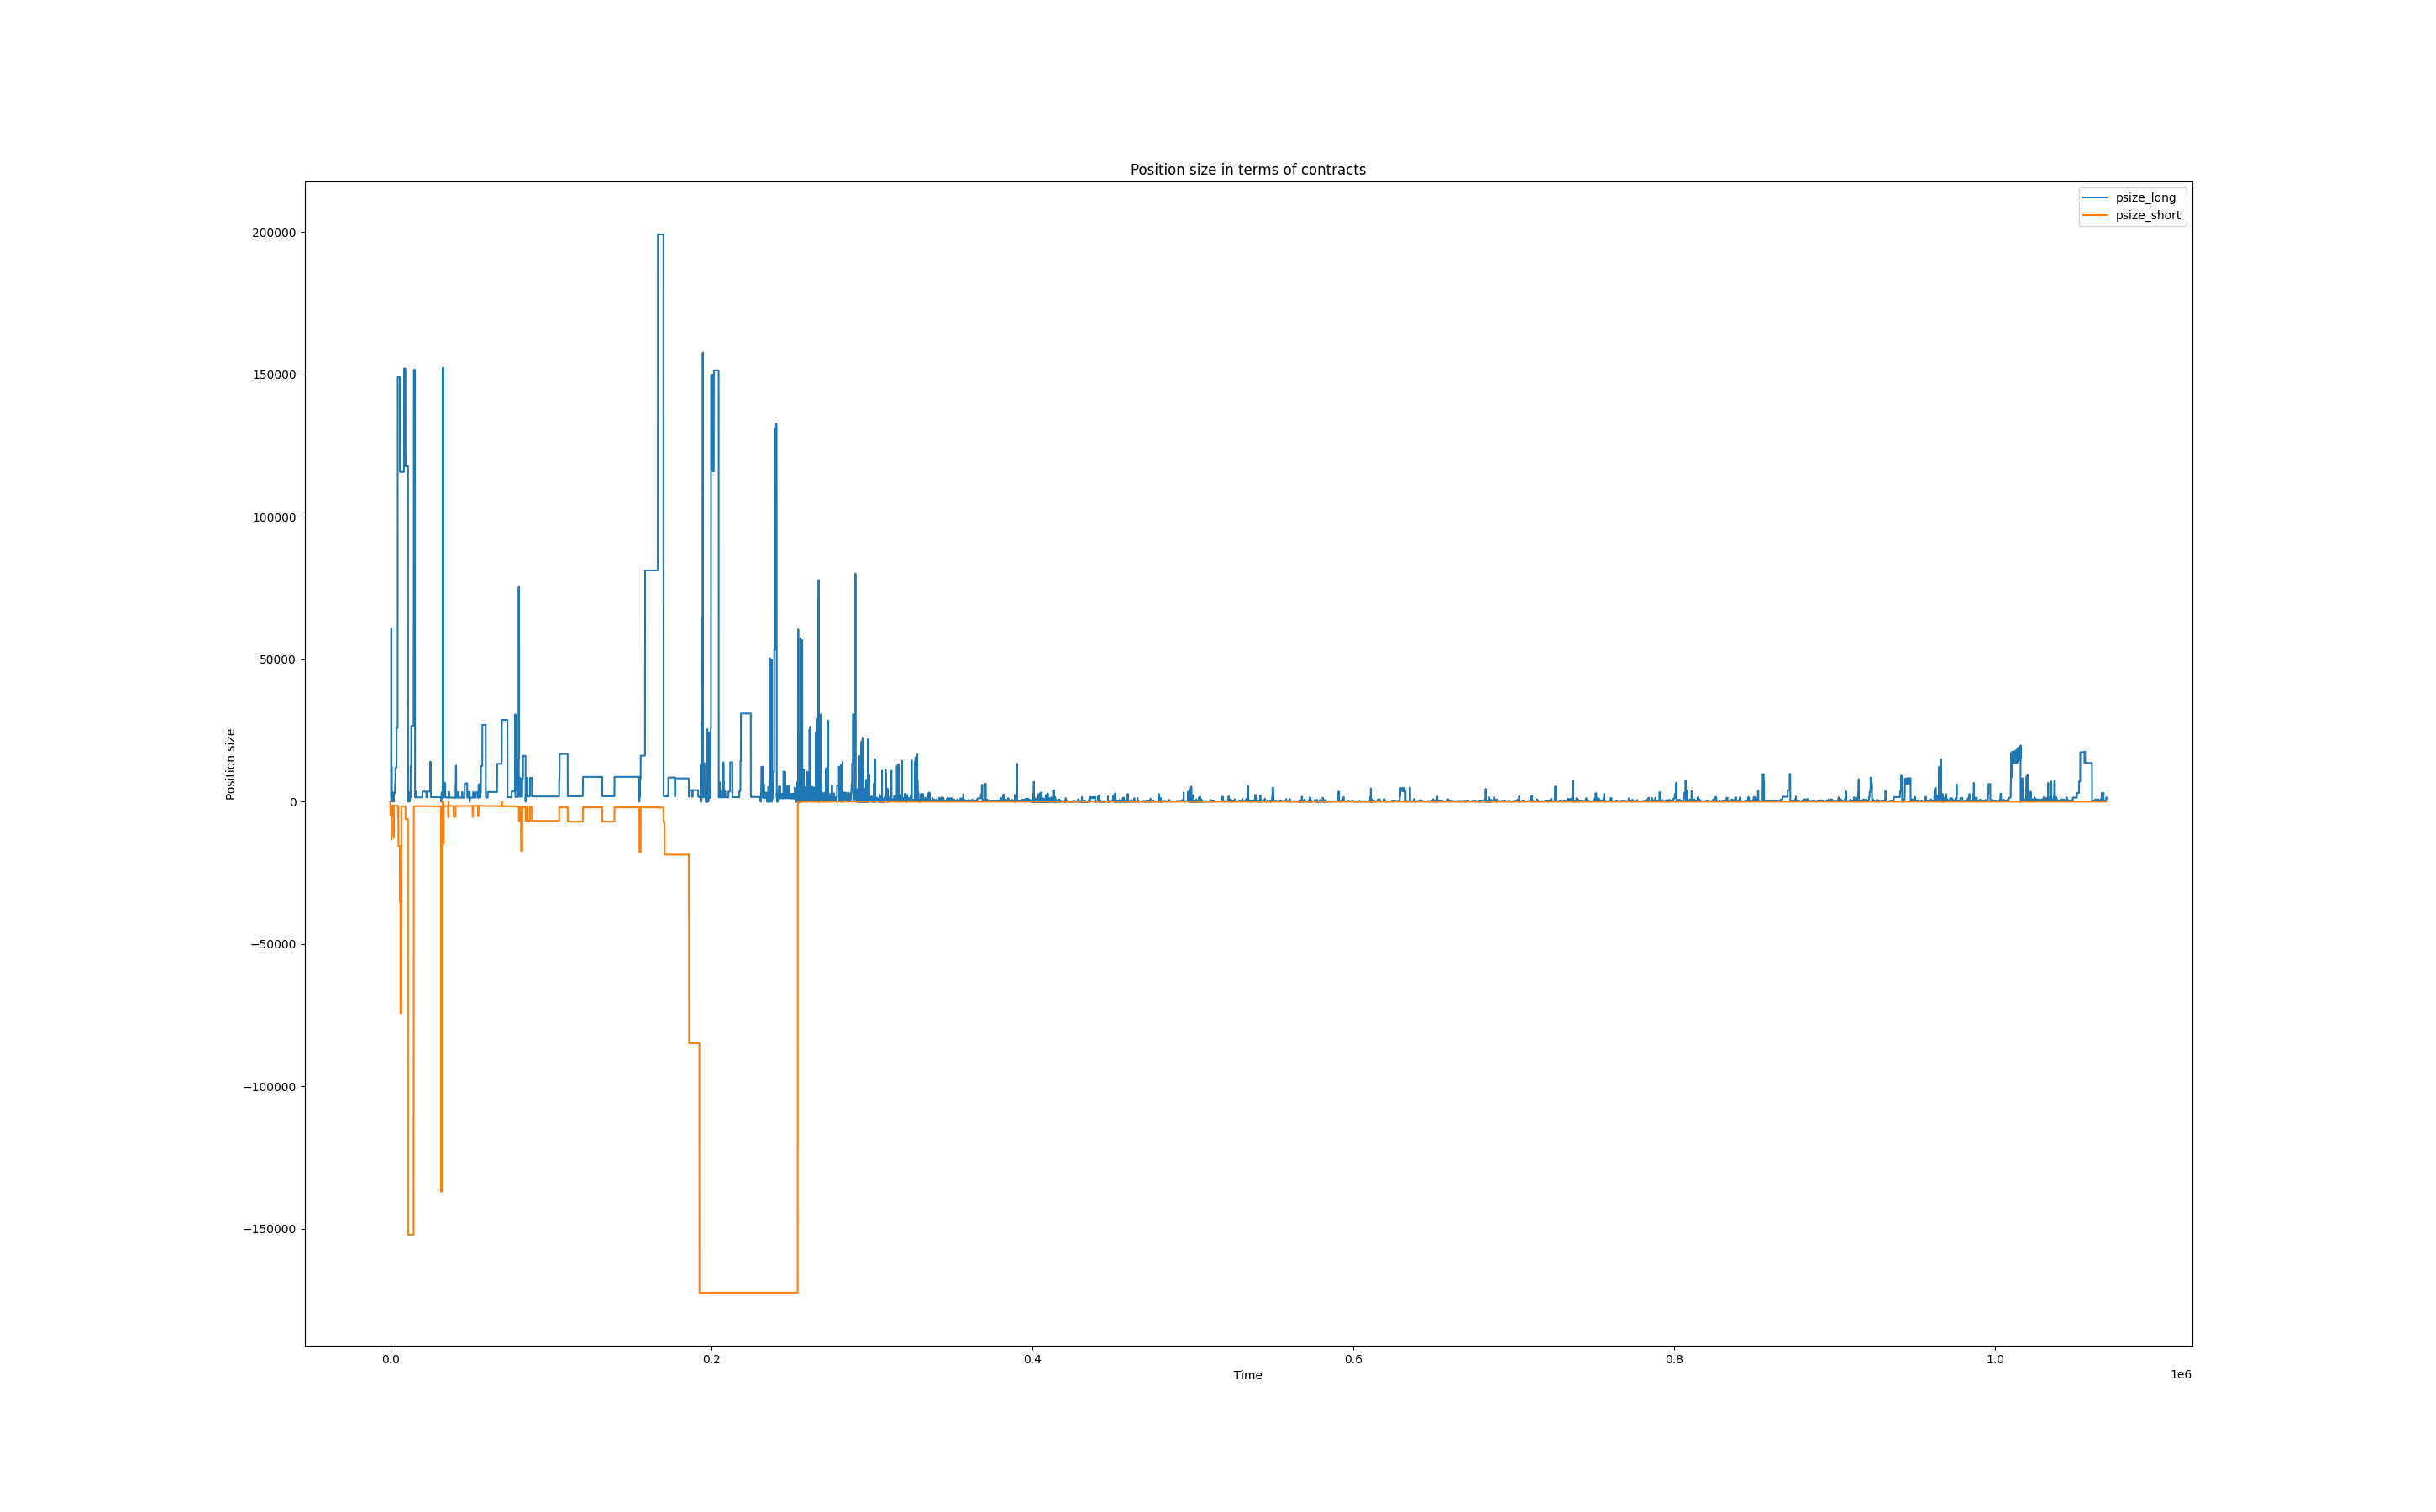 Position size in terms of contracts
psize_long
psize_short
200000
150000
100000
50000
0
−50000
−100000
−150000
Position size
0.0
0.2
0.4
0.6
0.8
1.0
1e6
Time